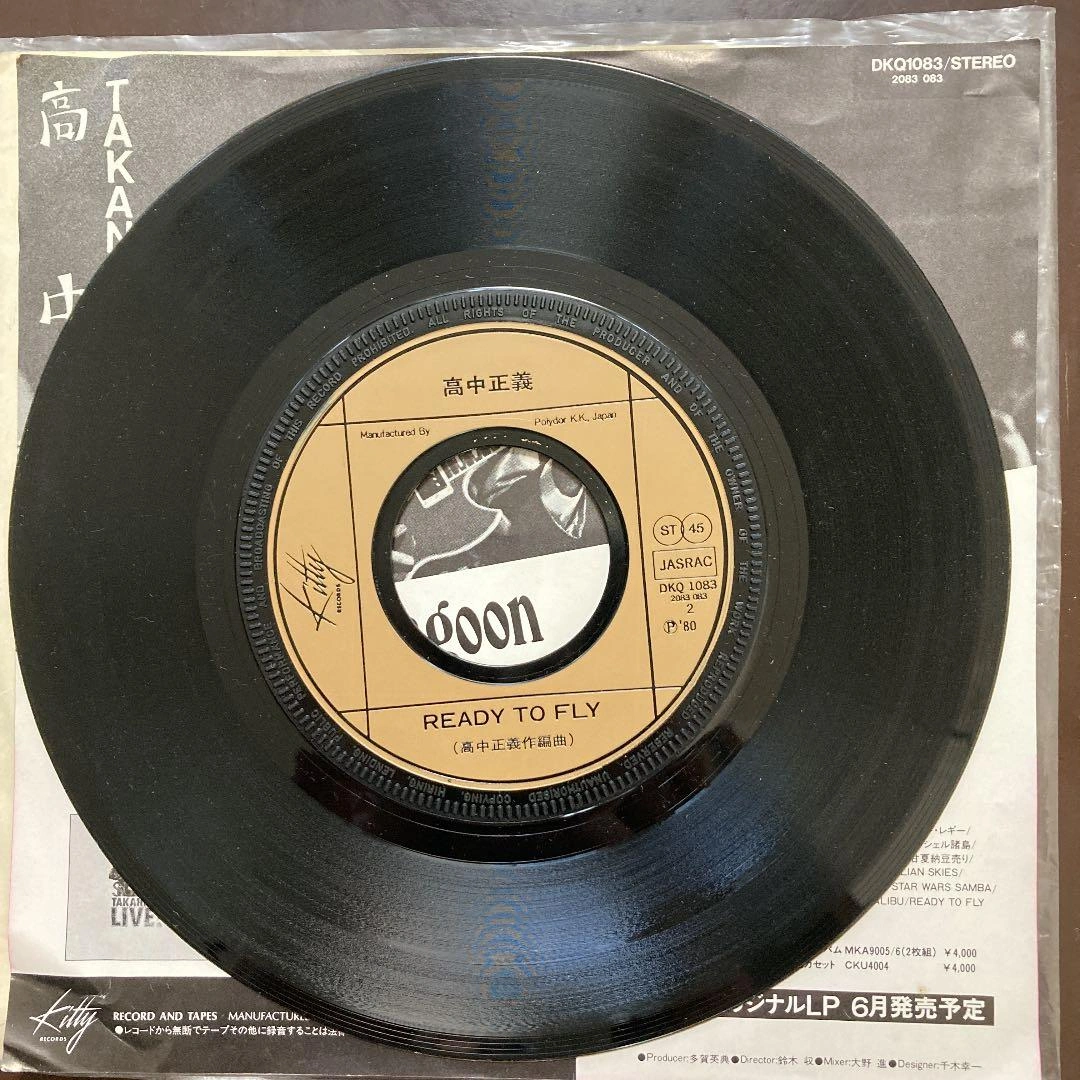 DKQ1083/STEREO
2083 083
高
TAKAN
中
THIS RECORD PROHIBITED. ALL RIGHTS OF THE PRODUCER AND OF THE OWNER OF THE WORK REPRODUCED RESERVED. UNAUTHORISED COPYING, HIRING, LENDING, PUBLIC PERFORMANCE AND BROADCASTING OF
高中正義
Manufactured By
Polydor K.K., Japan
ST 45
JASRAC
DKQ 1083
2083 083
2
Ⓟ'80
Kitty
RECORDS
goon
READY TO FLY
(高中正義作編曲)
・レギー/
シェル諸島/
甘夏納豆売り/
LIAN SKIES/
STAR WARS SAMBA/
ALIBU/READY TO FLY
TAKAN
LIVE
ム MKA9005/6(2枚組) ¥4,000
カセット CKU4004 ¥4,000
ジナルLP 6月発売予定
Kitty
RECORDS
RECORD AND TAPES・MANUFACTURE
●レコードから無断でテープその他に録音することは法
●Producer:多賀英典●Director:鈴木 収●Mixer:大野 進●Designer:千木幸一